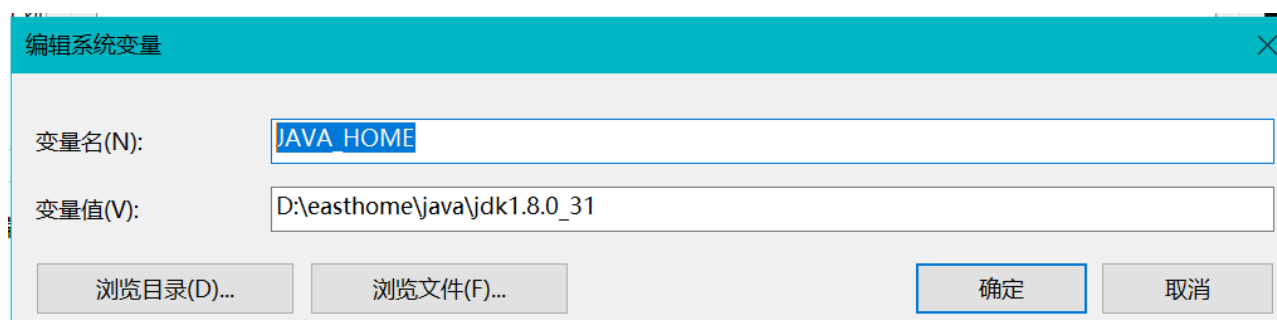 编辑系统变量
变量名(N):
JAVA_HOME
变量值(V):
D:\easthome\java\jdk1.8.0_31
浏览目录(D)...
浏览文件(F)...
确定
取消